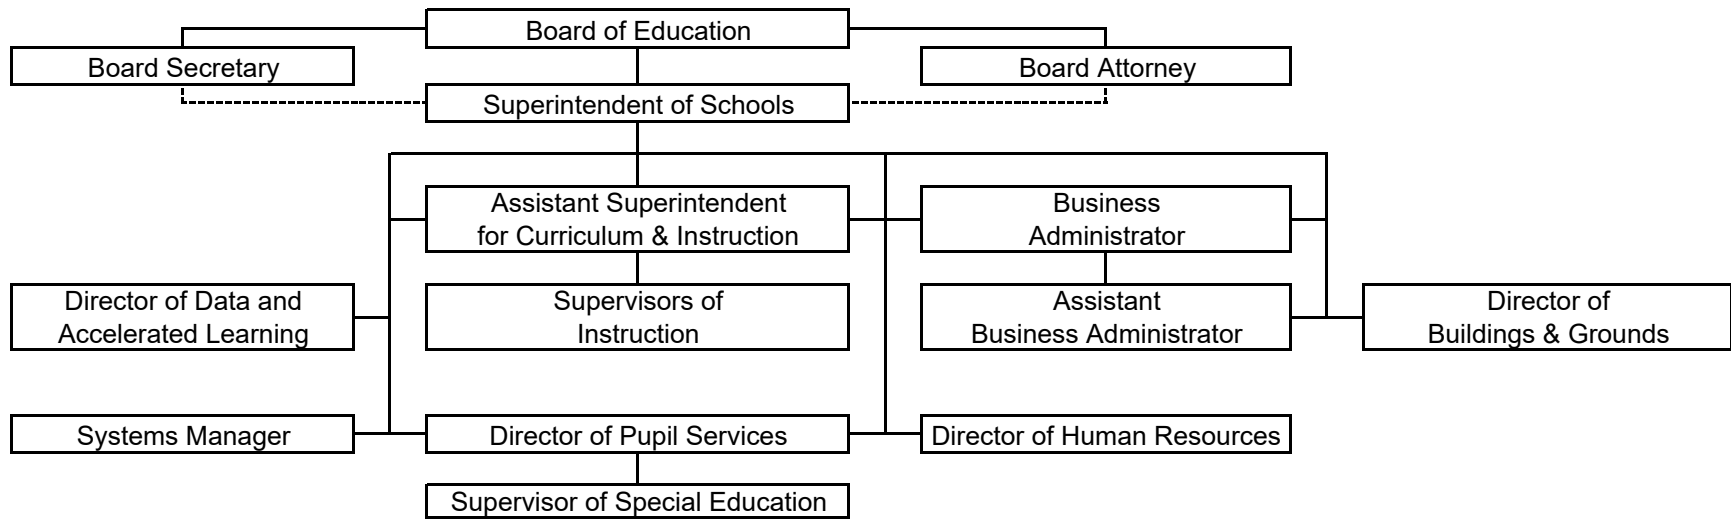 Board of Education
Board Secretary
Board Attorney
Superintendent of Schools
Assistant Superintendent
for Curriculum & Instruction
Business
Administrator
Director of Data and
Accelerated Learning
Supervisors of
Instruction
Assistant
Business Administrator
Director of
Buildings & Grounds
Systems Manager
Director of Pupil Services
Director of Human Resources
Supervisor of Special Education